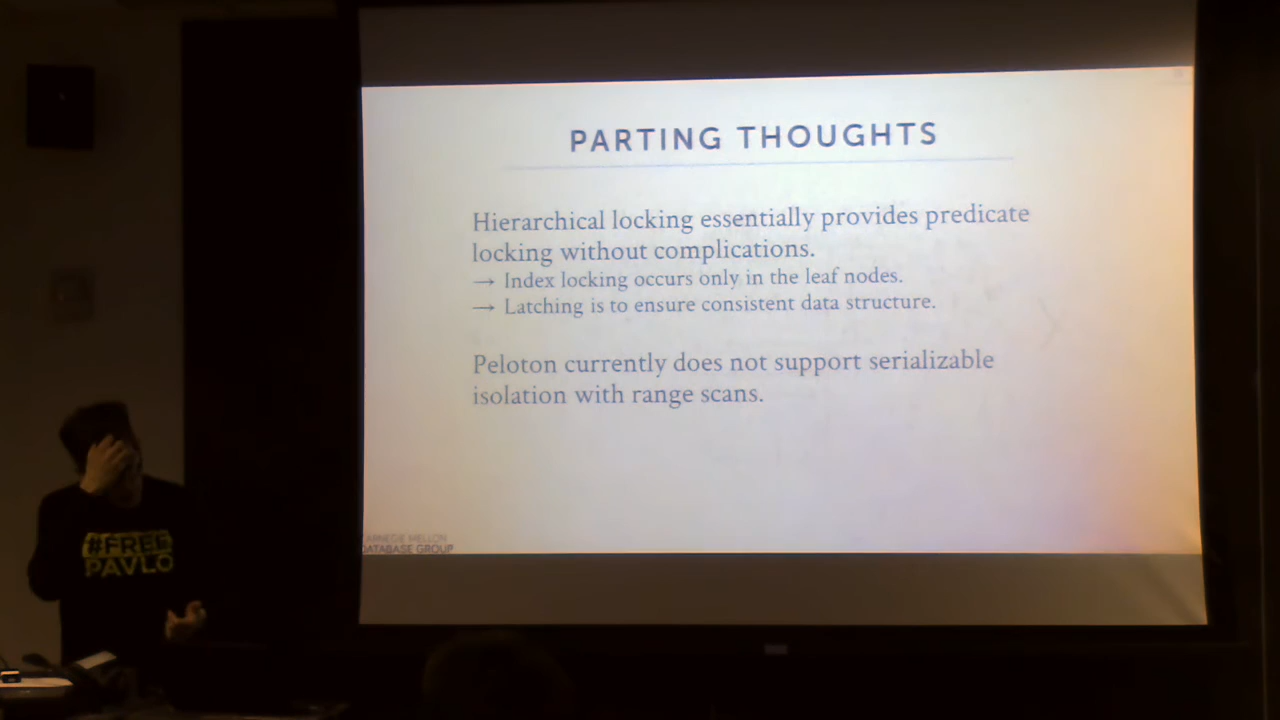 PARTING THOUGHTS
Hierarchical locking essentially provides predicate
locking without complications.
→ Index locking occurs only in the leaf nodes.
→ Latching is to ensure consistent data structure.
Peloton currently does not support serializable
isolation with range scans.
CARNEGIE MELLON
DATABASE GROUP
#FREE
PAVLO